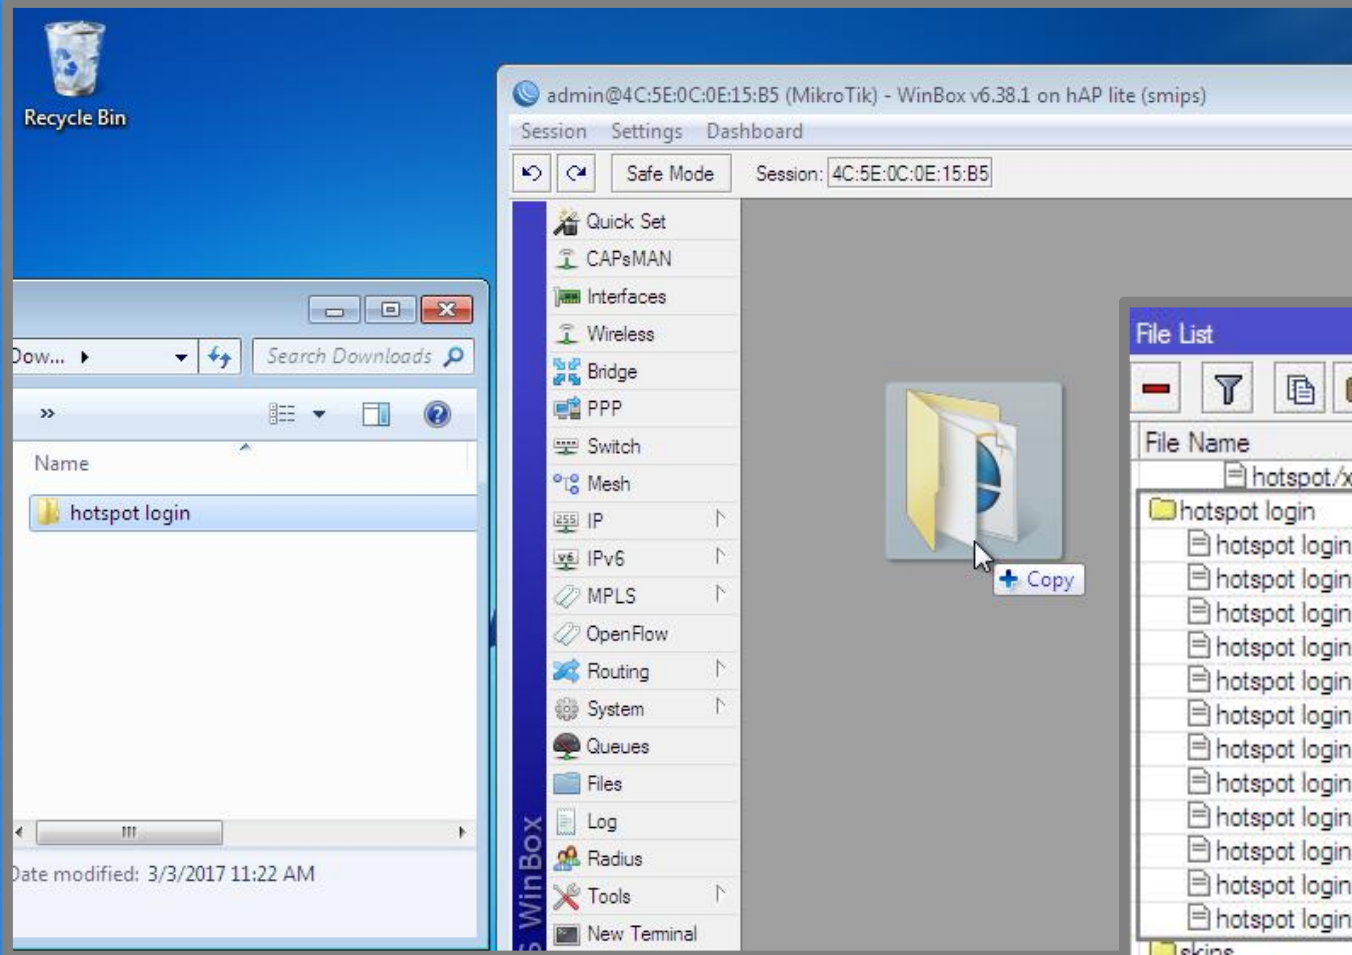 Recycle Bin
admin@4C:5E:0C:0E:15:B5 (MikroTik) - WinBox v6.38.1 on hAP lite (smips)
Session Settings Dashboard
Safe Mode Session: 4C:5E:0C:0E:15:B5
Dow...
Search Downloads
Name
hotspot login
Date modified: 3/3/2017 11:22 AM
Quick Set
CAPsMAN
Interfaces
Wireless
Bridge
PPP
Switch
Mesh
255 IP
v6 IPv6
MPLS
OpenFlow
Routing
System
Queues
Files
Log
Radius
Tools
New Terminal
S WinBox
Copy
File List
File Name
hotspot/x
hotspot login
hotspot login
hotspot login
hotspot login
hotspot login
hotspot login
hotspot login
hotspot login
hotspot login
hotspot login
hotspot login
hotspot login
hotspot login
skins